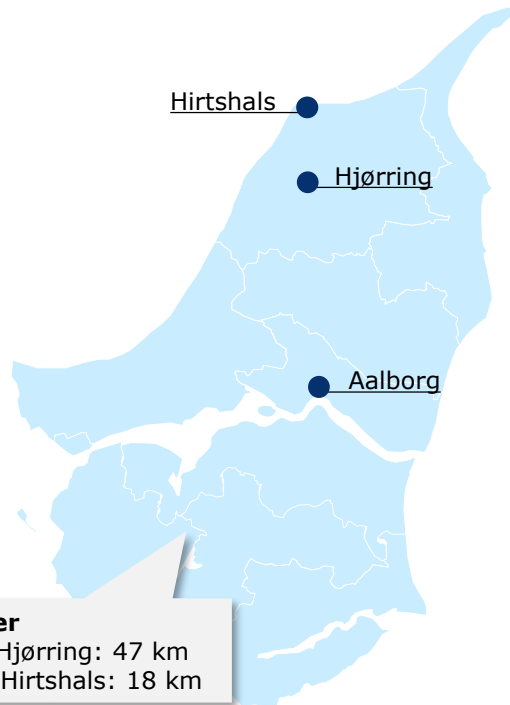 Hirtshals
Hjørring
Aalborg
er
Hjørring: 47 km
Hirtshals: 18 km